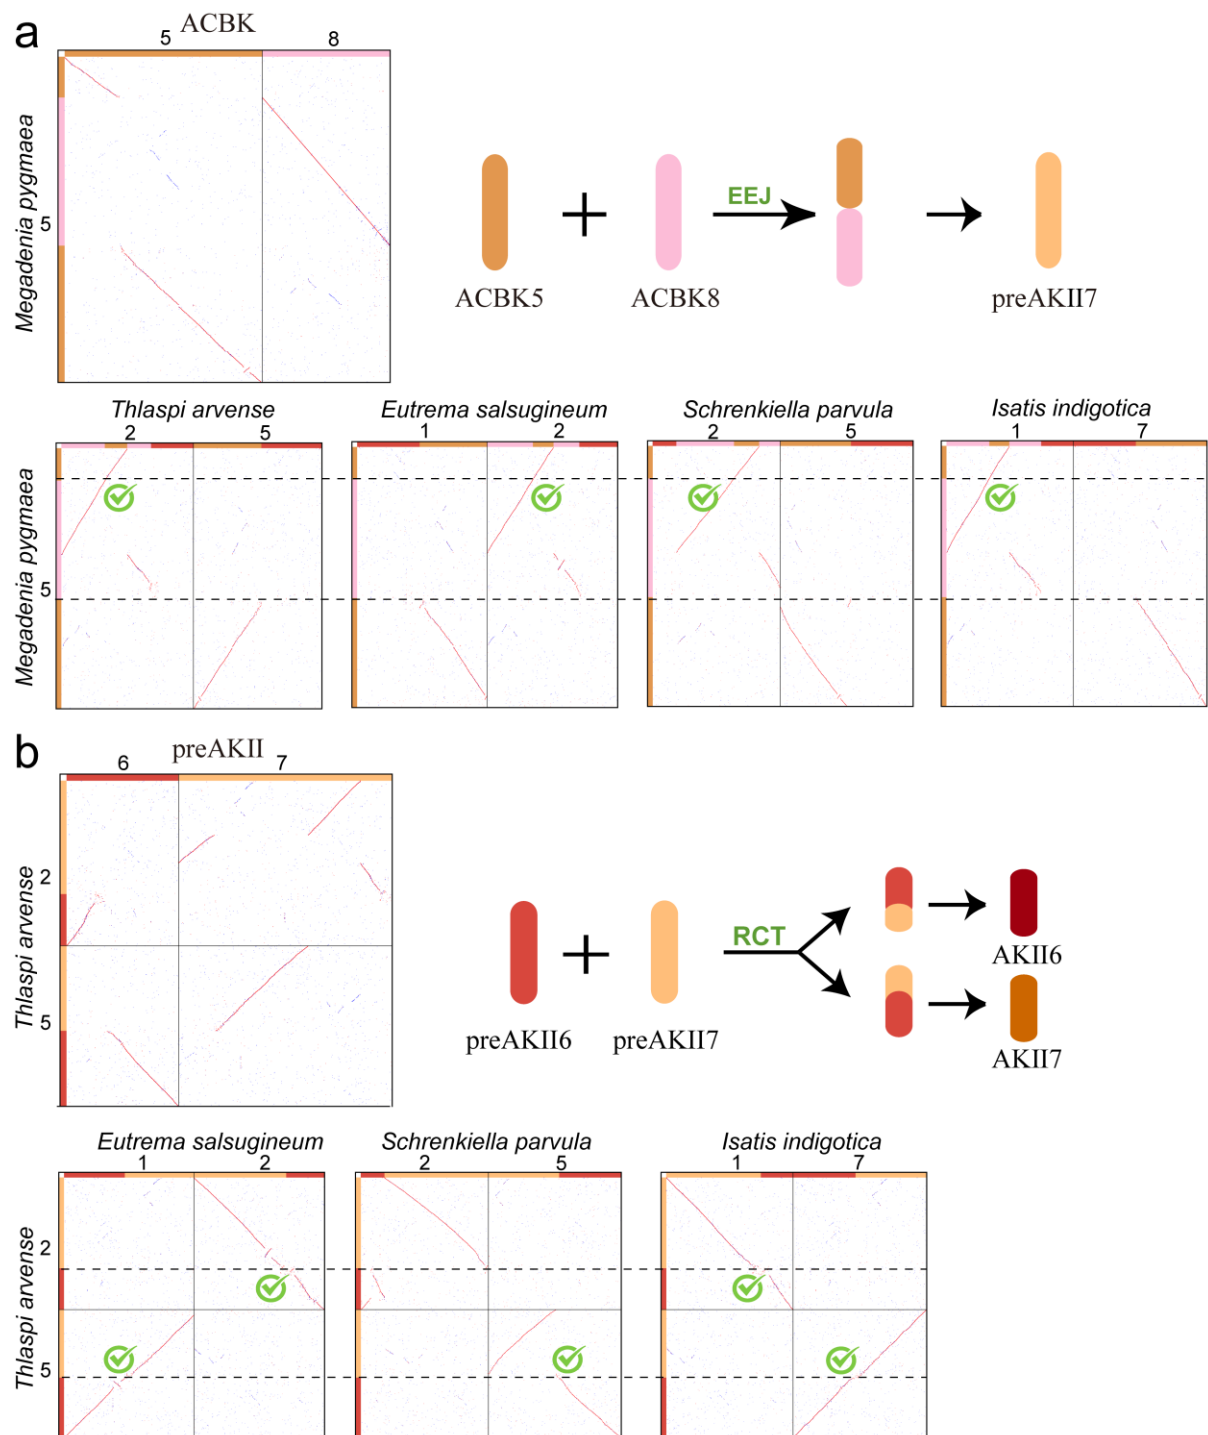 a
ACBK
5
8
Megadenia pygmaea
5
EEJ
ACBK5
ACBK8
preAKII7
Thlaspi arvense
Eutrema salsugineum
Schrenkiella parvula
Isatis indigotica
2
5
1
2
2
5
1
7
Megadenia pygmaea
5
b
preAKII
6
7
Thlaspi arvense
2
5
RCT
preAKII6
preAKII7
AKII6
AKII7
Eutrema salsugineum
Schrenkiella parvula
Isatis indigotica
1
2
2
5
1
7
Thlaspi arvense
2
5